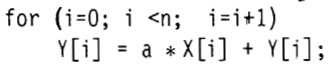 for (i=0; i <n; i=i+1)
Y[i] = a * X[i] + Y[i];